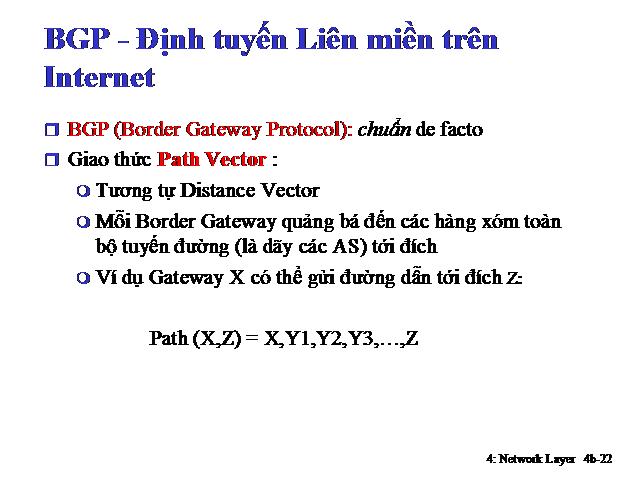 BGP - Định tuyến Liên miền trên
Internet
BGP (Border Gateway Protocol): chuẩn de facto
Giao thức Path Vector :
Tương tự Distance Vector
Mỗi Border Gateway quảng bá đến các hàng xóm toàn
bộ tuyến đường (là dãy các AS) tới đích
Ví dụ Gateway X có thể gửi đường dẫn tới đích Z:
Path (X,Z) = X,Y1,Y2,Y3,…,Z
4: Network Layer 4b-22